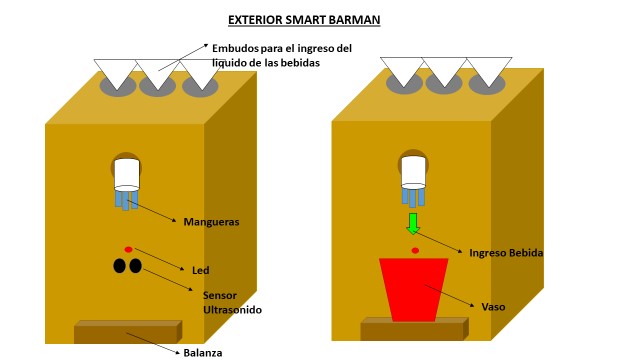 EXTERIOR SMART BARMAN
Embudos para el ingreso del
liquido de las bebidas
Mangueras
Led
Sensor
Ultrasonido
Balanza
Ingreso Bebida
Vaso